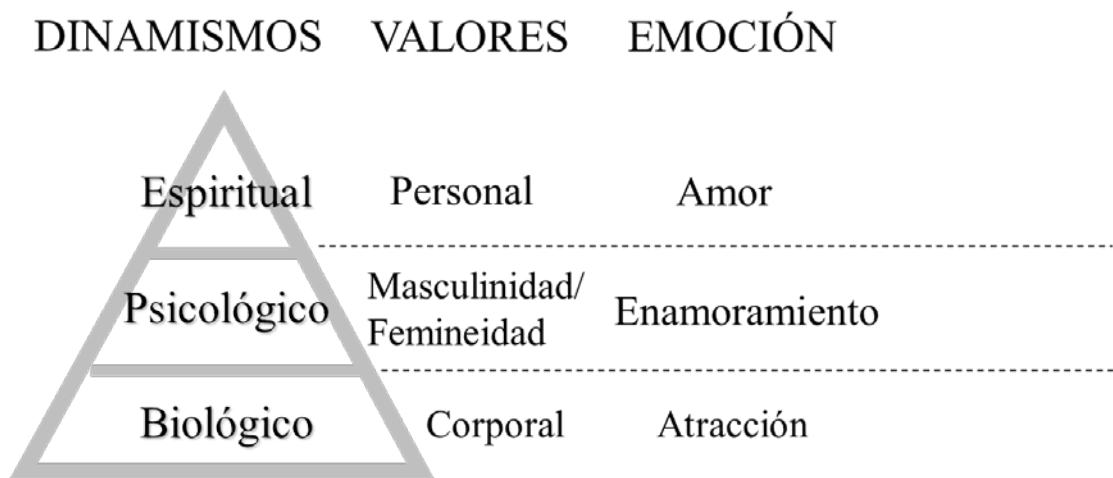 DINAMISMOS VALORES EMOCIÓN
Espiritual Personal Amor
Psicológico Masculinidad/ Enamoramiento
Femineidad
Biológico Corporal Atracción